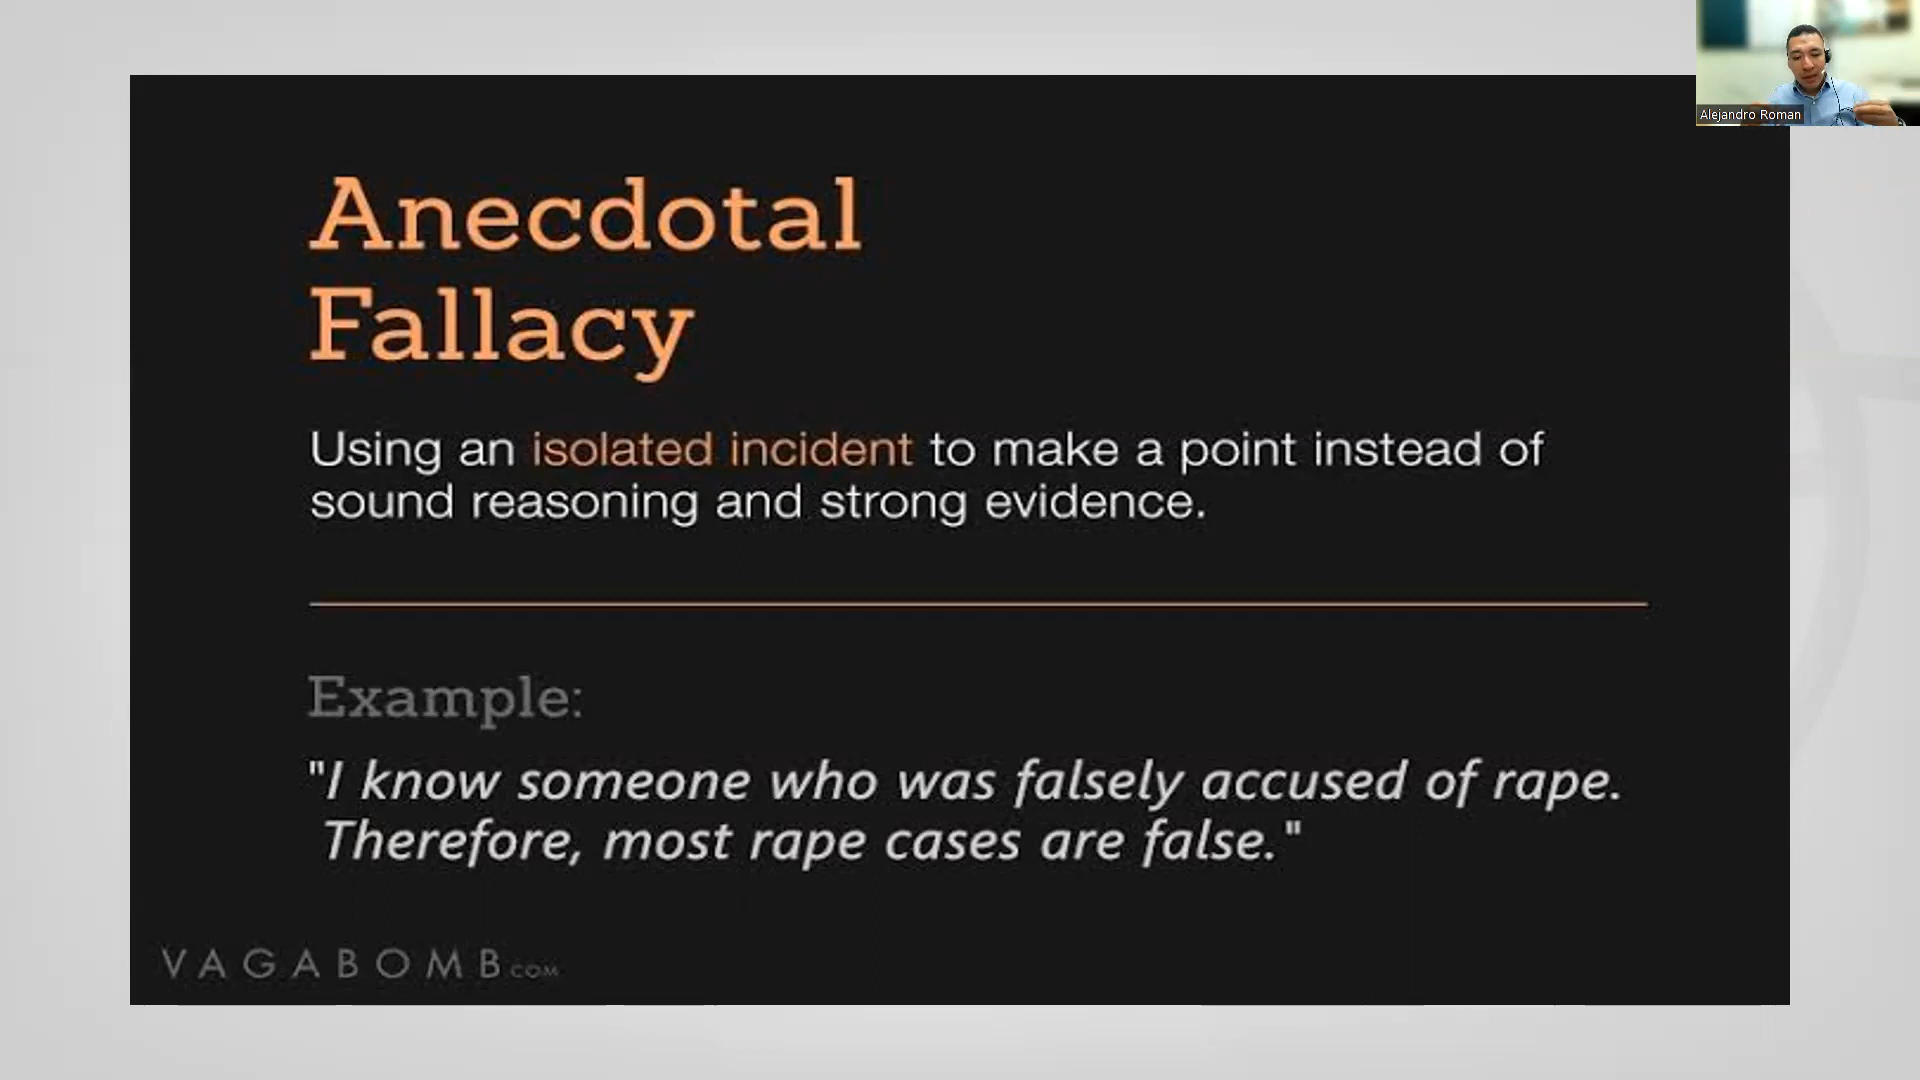 Alejandro Roman
Anecdotal
Fallacy
Using an isolated incident to make a point instead of
sound reasoning and strong evidence.
Example:
"I know someone who was falsely accused of rape.
Therefore, most rape cases are false."
VAGABOMB.COM